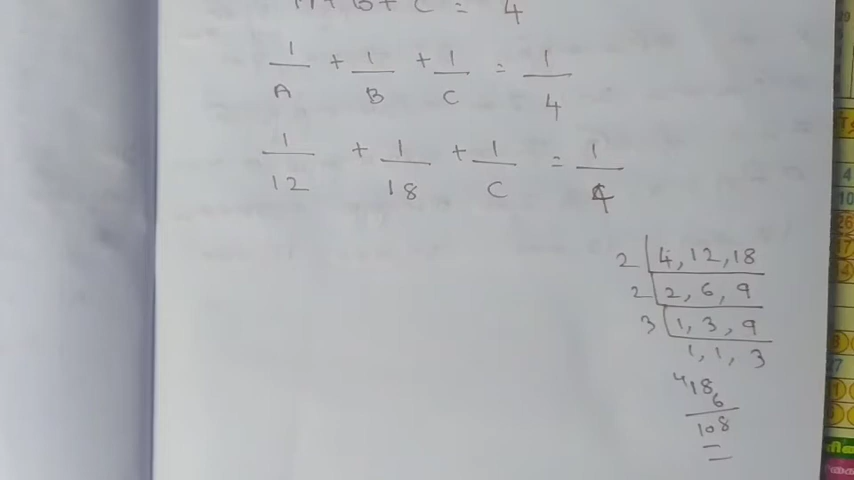 A + B + C = 4
1/A + 1/B + 1/C = 1/4
1/12 + 1/18 + 1/C = 1/4
2 | 4, 12, 18
2 | 2, 6, 9
3 | 1, 3, 9
1, 1, 3
418
6
108